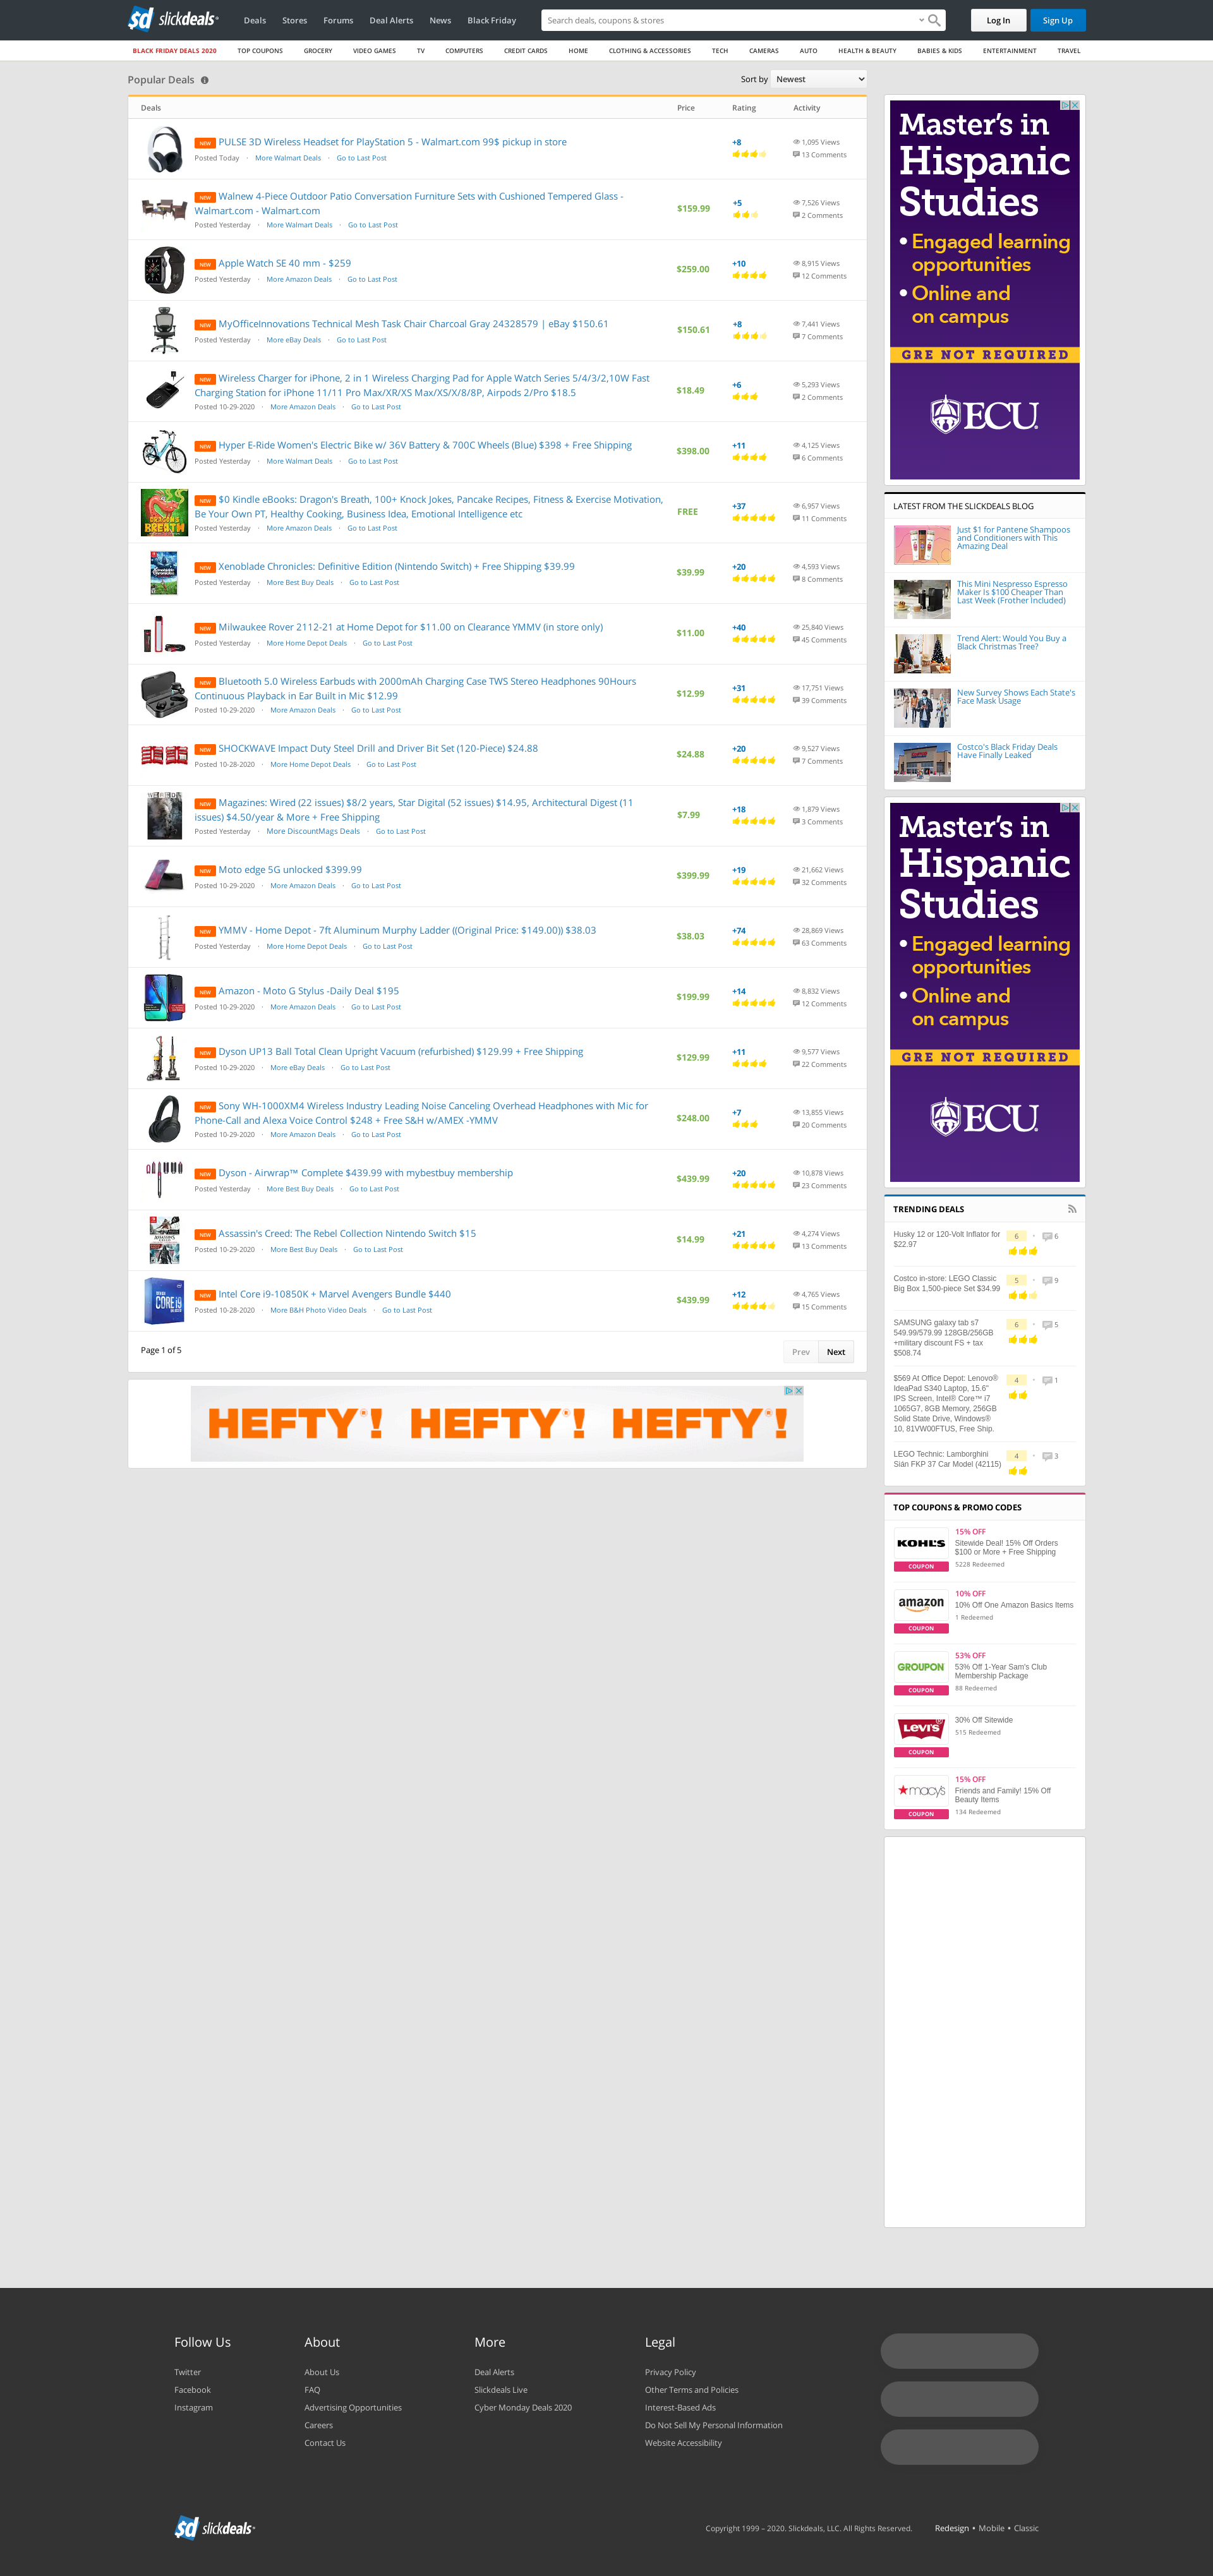 sd slickdeals
Deals Stores Forums Deal Alerts News Black Friday
Search deals, coupons & stores
Log In Sign Up
BLACK FRIDAY DEALS 2020 TOP COUPONS GROCERY VIDEO GAMES TV COMPUTERS CREDIT CARDS HOME CLOTHING & ACCESSORIES TECH CAMERAS AUTO HEALTH & BEAUTY BABIES & KIDS ENTERTAINMENT TRAVEL
Popular Deals
Sort by Newest
Deals Price Rating Activity
NEW PULSE 3D Wireless Headset for PlayStation 5 - Walmart.com 99$ pickup in store
Posted Today · More Walmart Deals · Go to Last Post
+8
1,095 Views
13 Comments
NEW Walnew 4-Piece Outdoor Patio Conversation Furniture Sets with Cushioned Tempered Glass -
Walmart.com - Walmart.com
Posted Yesterday · More Walmart Deals · Go to Last Post
$159.99
+5
7,526 Views
2 Comments
NEW Apple Watch SE 40 mm - $259
Posted Yesterday · More Amazon Deals · Go to Last Post
$259.00
+10
8,915 Views
12 Comments
NEW MyOfficeInnovations Technical Mesh Task Chair Charcoal Gray 24328579 | eBay $150.61
Posted Yesterday · More eBay Deals · Go to Last Post
$150.61
+8
7,441 Views
7 Comments
NEW Wireless Charger for iPhone, 2 in 1 Wireless Charging Pad for Apple Watch Series 5/4/3/2,10W Fast
Charging Station for iPhone 11/11 Pro Max/XR/XS Max/XS/X/8/8P, Airpods 2/Pro $18.5
Posted 10-29-2020 · More Amazon Deals · Go to Last Post
$18.49
+6
5,293 Views
2 Comments
NEW Hyper E-Ride Women's Electric Bike w/ 36V Battery & 700C Wheels (Blue) $398 + Free Shipping
Posted Yesterday · More Walmart Deals · Go to Last Post
$398.00
+11
4,125 Views
6 Comments
NEW $0 Kindle eBooks: Dragon's Breath, 100+ Knock Jokes, Pancake Recipes, Fitness & Exercise Motivation,
Be Your Own PT, Healthy Cooking, Business Idea, Emotional Intelligence etc
Posted Yesterday · More Amazon Deals · Go to Last Post
FREE
+37
6,957 Views
11 Comments
NEW Xenoblade Chronicles: Definitive Edition (Nintendo Switch) + Free Shipping $39.99
Posted Yesterday · More Best Buy Deals · Go to Last Post
$39.99
+20
4,593 Views
8 Comments
NEW Milwaukee Rover 2112-21 at Home Depot for $11.00 on Clearance YMMV (in store only)
Posted Yesterday · More Home Depot Deals · Go to Last Post
$11.00
+40
25,840 Views
45 Comments
NEW Bluetooth 5.0 Wireless Earbuds with 2000mAh Charging Case TWS Stereo Headphones 90Hours
Continuous Playback in Ear Built in Mic $12.99
Posted 10-29-2020 · More Amazon Deals · Go to Last Post
$12.99
+31
17,751 Views
39 Comments
NEW SHOCKWAVE Impact Duty Steel Drill and Driver Bit Set (120-Piece) $24.88
Posted 10-28-2020 · More Home Depot Deals · Go to Last Post
$24.88
+20
9,527 Views
7 Comments
NEW Magazines: Wired (22 issues) $8/2 years, Star Digital (52 issues) $14.95, Architectural Digest (11
issues) $4.50/year & More + Free Shipping
Posted Yesterday · More DiscountMags Deals · Go to Last Post
$7.99
+18
1,879 Views
3 Comments
NEW Moto edge 5G unlocked $399.99
Posted 10-29-2020 · More Amazon Deals · Go to Last Post
$399.99
+19
21,662 Views
32 Comments
NEW YMMV - Home Depot - 7ft Aluminum Murphy Ladder ((Original Price: $149.00)) $38.03
Posted Yesterday · More Home Depot Deals · Go to Last Post
$38.03
+74
28,869 Views
63 Comments
NEW Amazon - Moto G Stylus -Daily Deal $195
Posted 10-29-2020 · More Amazon Deals · Go to Last Post
$199.99
+14
8,832 Views
12 Comments
NEW Dyson UP13 Ball Total Clean Upright Vacuum (refurbished) $129.99 + Free Shipping
Posted 10-29-2020 · More eBay Deals · Go to Last Post
$129.99
+11
9,577 Views
22 Comments
NEW Sony WH-1000XM4 Wireless Industry Leading Noise Canceling Overhead Headphones with Mic for
Phone-Call and Alexa Voice Control $248 + Free S&H w/AMEX -YMMV
Posted 10-29-2020 · More Amazon Deals · Go to Last Post
$248.00
+7
13,855 Views
20 Comments
NEW Dyson - Airwrap™ Complete $439.99 with mybestbuy membership
Posted Yesterday · More Best Buy Deals · Go to Last Post
$439.99
+20
10,878 Views
23 Comments
NEW Assassin's Creed: The Rebel Collection Nintendo Switch $15
Posted 10-29-2020 · More Best Buy Deals · Go to Last Post
$14.99
+21
4,274 Views
13 Comments
NEW Intel Core i9-10850K + Marvel Avengers Bundle $440
Posted 10-28-2020 · More B&H Photo Video Deals · Go to Last Post
$439.99
+12
4,765 Views
15 Comments
Page 1 of 5
Prev Next
HEFTY! HEFTY! HEFTY!
Master's in
Hispanic
Studies
• Engaged learning
opportunities
• Online and
on campus
GRE NOT REQUIRED
ECU
LATEST FROM THE SLICKDEALS BLOG
Just $1 for Pantene Shampoos
and Conditioners with This
Amazing Deal
This Mini Nespresso Espresso
Maker Is $100 Cheaper Than
Last Week (Frother Included)
Trend Alert: Would You Buy a
Black Christmas Tree?
New Survey Shows Each State's
Face Mask Usage
Costco's Black Friday Deals
Have Finally Leaked
Master's in
Hispanic
Studies
• Engaged learning
opportunities
• Online and
on campus
GRE NOT REQUIRED
ECU
TRENDING DEALS
Husky 12 or 120-Volt Inflator for
$22.97
6 · 6
Costco in-store: LEGO Classic
Big Box 1,500-piece Set $34.99
5 · 9
SAMSUNG galaxy tab s7
549.99/579.99 128GB/256GB
+military discount FS + tax
$508.74
6 · 5
$569 At Office Depot: Lenovo®
IdeaPad S340 Laptop, 15.6"
IPS Screen, Intel® Core™ i7
1065G7, 8GB Memory, 256GB
Solid State Drive, Windows®
10, 81VW00FTUS, Free Ship.
4 · 1
LEGO Technic: Lamborghini
Sián FKP 37 Car Model (42115)
4 · 3
TOP COUPONS & PROMO CODES
KOHL'S
COUPON
15% OFF
Sitewide Deal! 15% Off Orders
$100 or More + Free Shipping
5228 Redeemed
amazon
COUPON
10% OFF
10% Off One Amazon Basics Items
1 Redeemed
GROUPON
COUPON
53% OFF
53% Off 1-Year Sam's Club
Membership Package
88 Redeemed
LEVI'S
COUPON
30% Off Sitewide
515 Redeemed
macy's
COUPON
15% OFF
Friends and Family! 15% Off
Beauty Items
134 Redeemed
Follow Us
Twitter
Facebook
Instagram
About
About Us
FAQ
Advertising Opportunities
Careers
Contact Us
More
Deal Alerts
Slickdeals Live
Cyber Monday Deals 2020
Legal
Privacy Policy
Other Terms and Policies
Interest-Based Ads
Do Not Sell My Personal Information
Website Accessibility
sd slickdeals
Copyright 1999 – 2020. Slickdeals, LLC. All Rights Reserved.
Redesign • Mobile • Classic